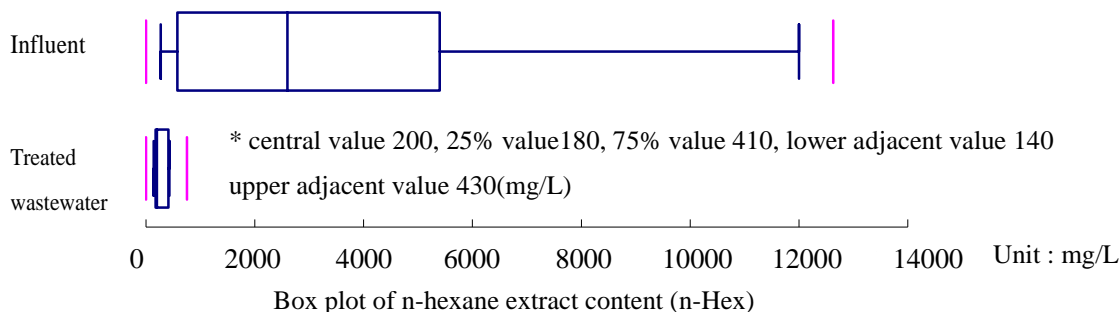 Influent
* central value 200, 25% value180, 75% value 410, lower adjacent value 140
upper adjacent value 430(mg/L)
Treated
wastewater
0 2000 4000 6000 8000 10000 12000 14000 Unit : mg/L
Box plot of n-hexane extract content (n-Hex)